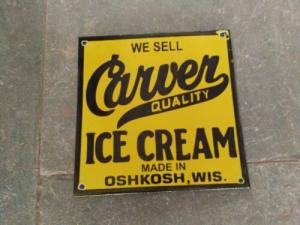 WE SELL
Carver
QUALITY
ICE CREAM
MADE IN
OSHKOSH, WIS.